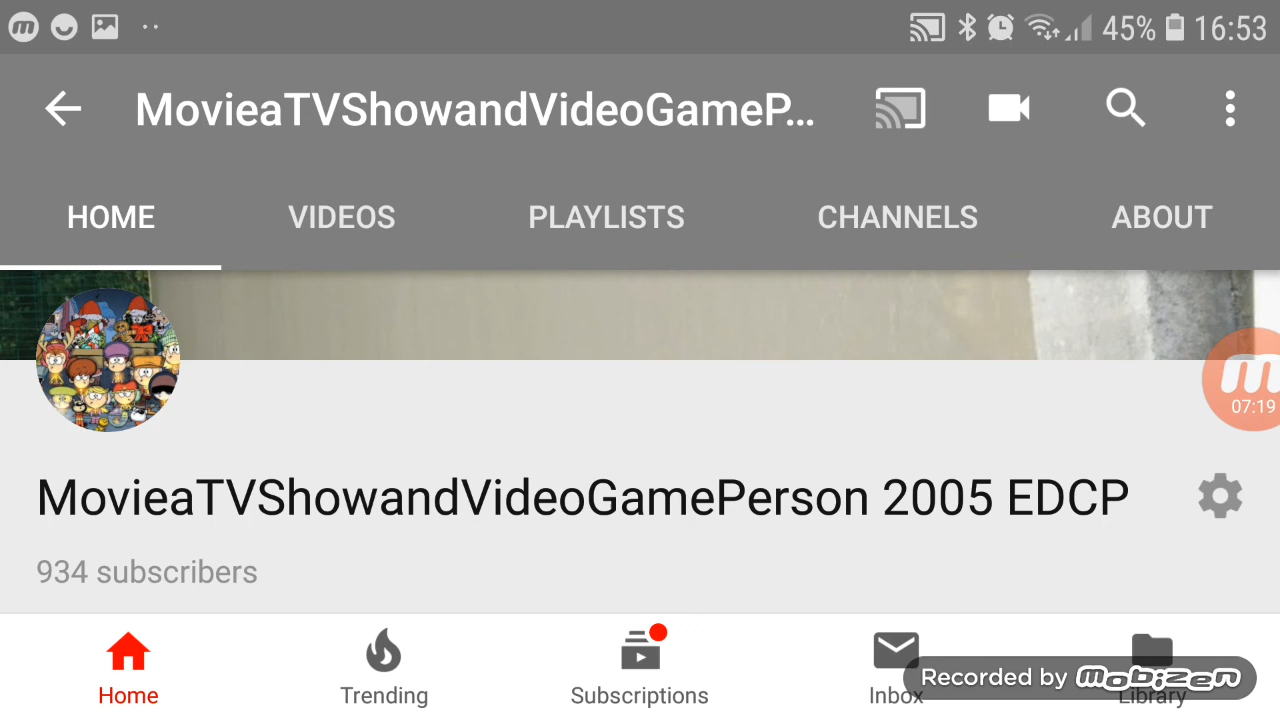 45% 16:53
MovieaTVShowandVideoGameP...
HOME VIDEOS PLAYLISTS CHANNELS ABOUT
07:19
MovieaTVShowandVideoGamePerson 2005 EDCP
934 subscribers
Home Trending Subscriptions Inbox Library
Recorded by mobizen